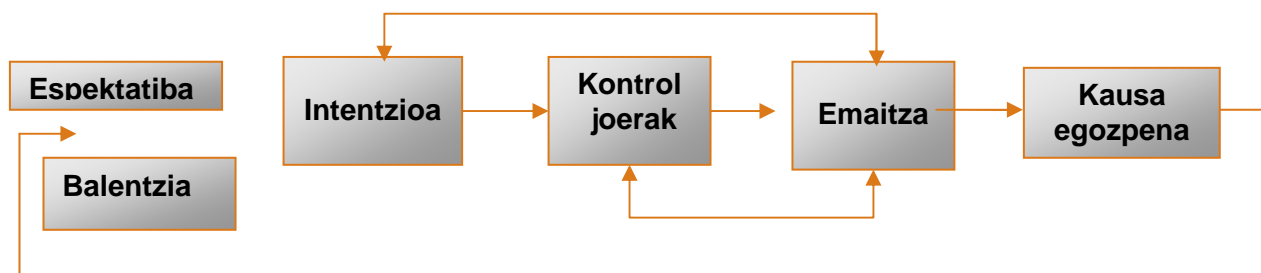 Espektatiba
Balentzia
Intentzioa
Kontrol
joerak
Emaitza
Kausa
egozpena